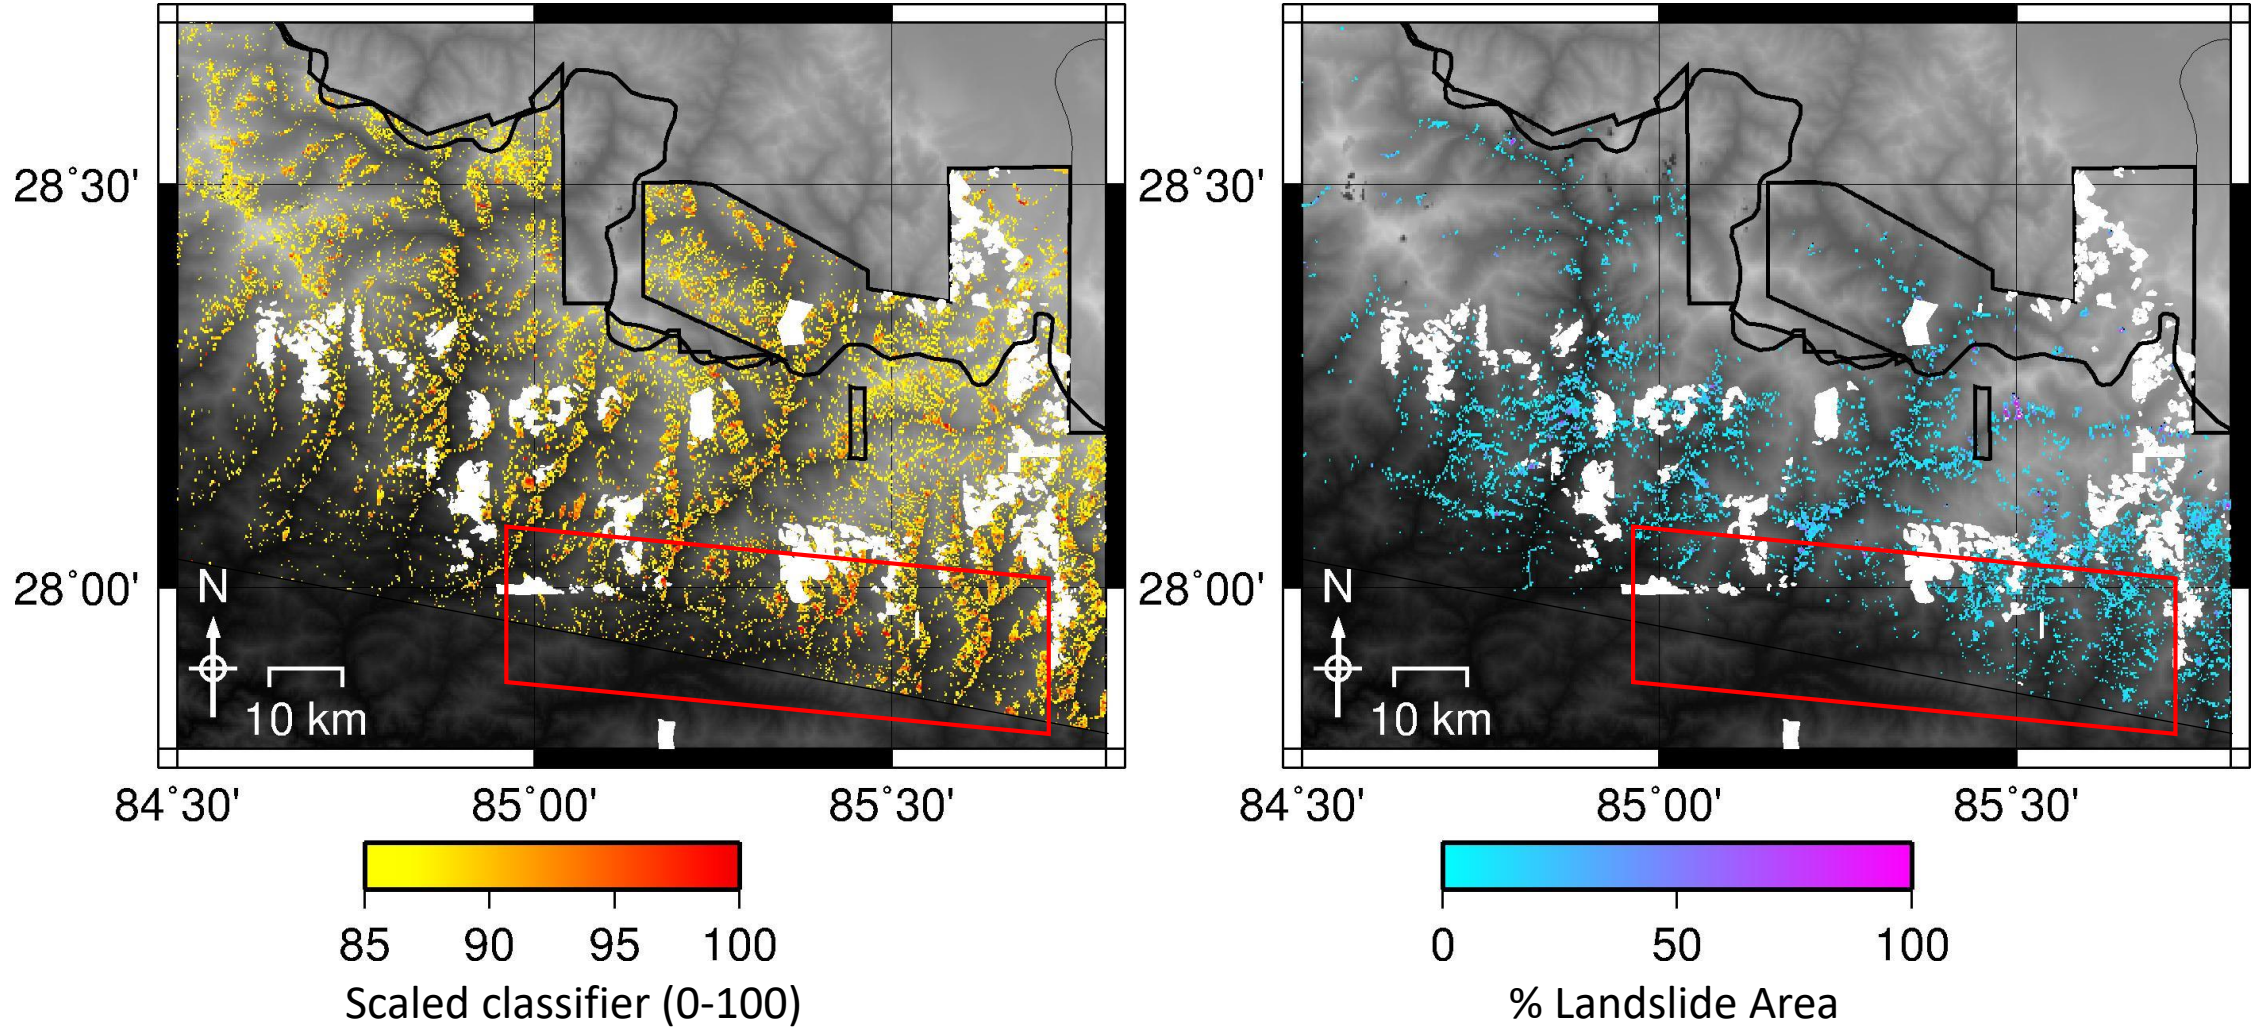 28°30'
28°00'
N
10 km
84°30'
85°00'
85°30'
85
90
95
100
Scaled classifier (0-100)
28°30'
28°00'
N
10 km
84°30'
85°00'
85°30'
0
50
100
% Landslide Area